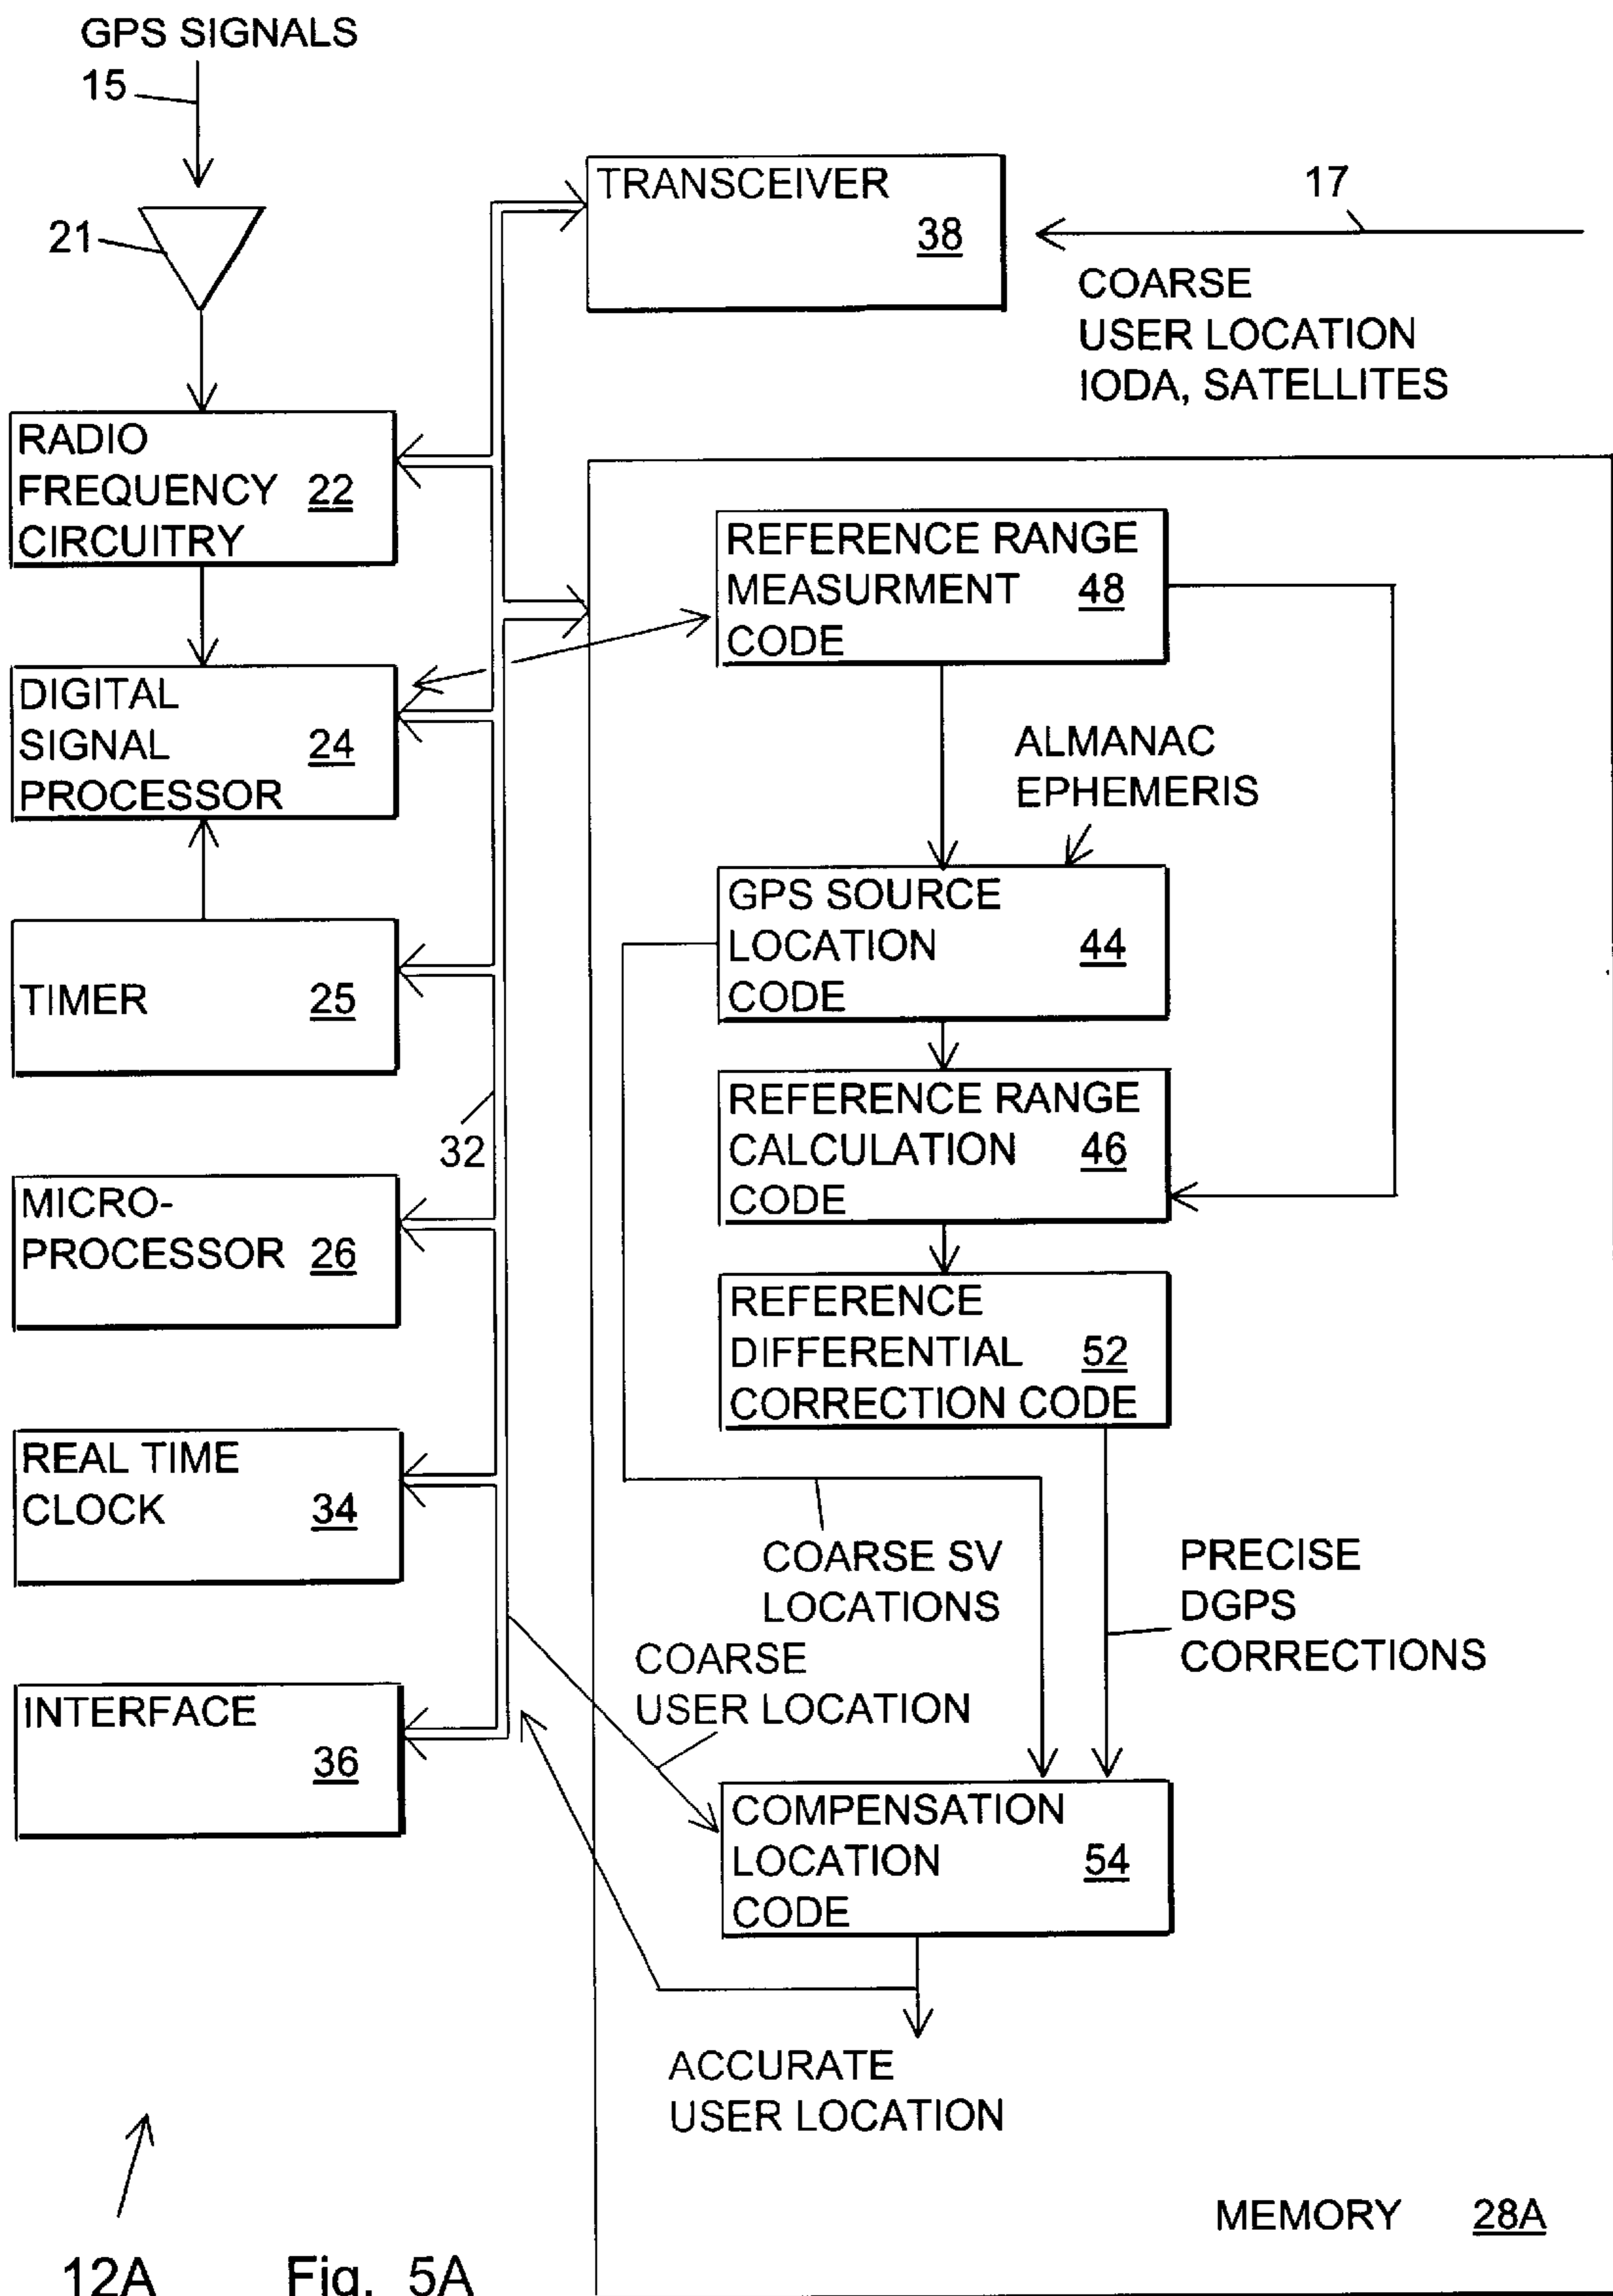 GPS SIGNALS
15
21
TRANSCEIVER
38
17
COARSE
USER LOCATION
IODA, SATELLITES
RADIO
FREQUENCY 22
CIRCUITRY
REFERENCE RANGE
MEASURMENT 48
CODE
DIGITAL
SIGNAL 24
PROCESSOR
ALMANAC
EPHEMERIS
GPS SOURCE
LOCATION 44
CODE
TIMER 25
REFERENCE RANGE
CALCULATION 46
CODE
32
MICRO-
PROCESSOR 26
REFERENCE
DIFFERENTIAL 52
CORRECTION CODE
REAL TIME
CLOCK 34
COARSE SV
LOCATIONS
PRECISE
DGPS
CORRECTIONS
COARSE
USER LOCATION
INTERFACE
36
COMPENSATION
LOCATION 54
CODE
ACCURATE
USER LOCATION
MEMORY 28A
12A
Fig. 5A